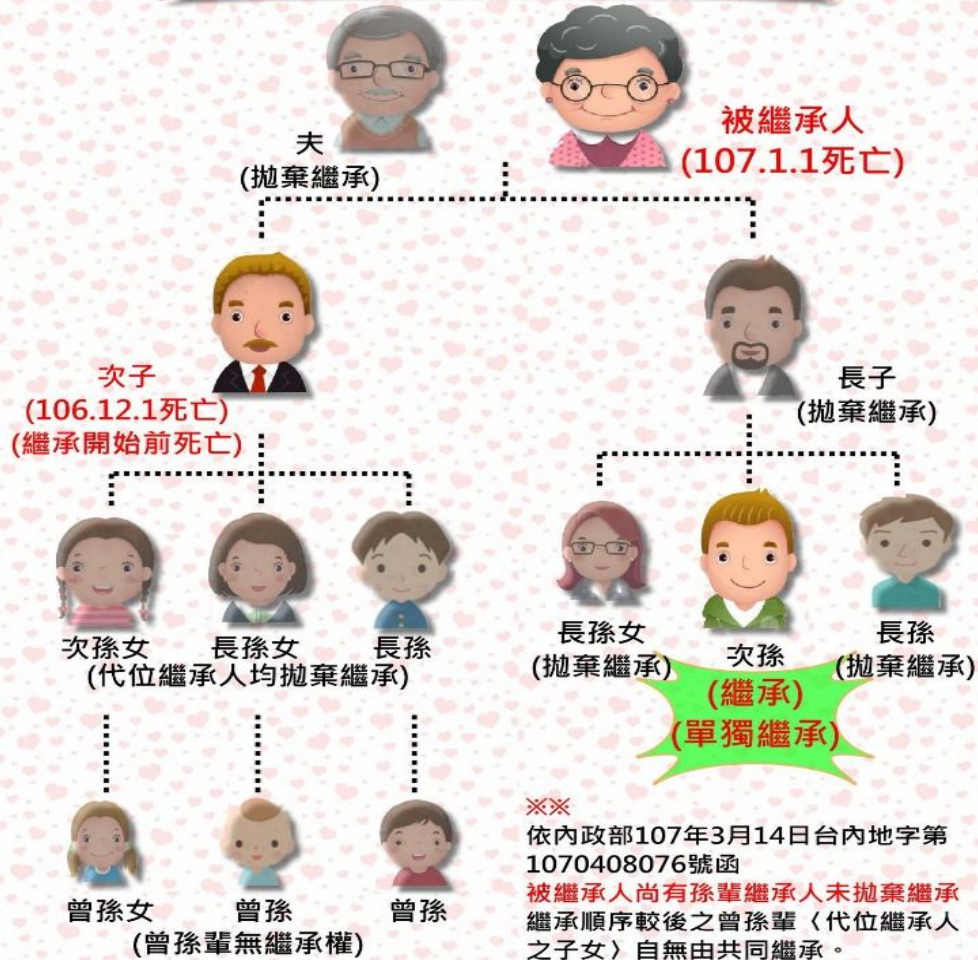 夫
(拋棄繼承)
被繼承人
(107.1.1死亡)
次子
(106.12.1死亡)
(繼承開始前死亡)
長子
(拋棄繼承)
次孫女
長孫女
長孫
(代位繼承人均拋棄繼承)
長孫女
(拋棄繼承)
次孫
(繼承)
(單獨繼承)
長孫
(拋棄繼承)
曾孫女
曾孫
曾孫
(曾孫輩無繼承權)
※※
依內政部107年3月14日台內地字第
1070408076號函
被繼承人尚有孫輩繼承人未拋棄繼承
繼承順序較後之曾孫輩〈代位繼承人
之子女〉自無由共同繼承。